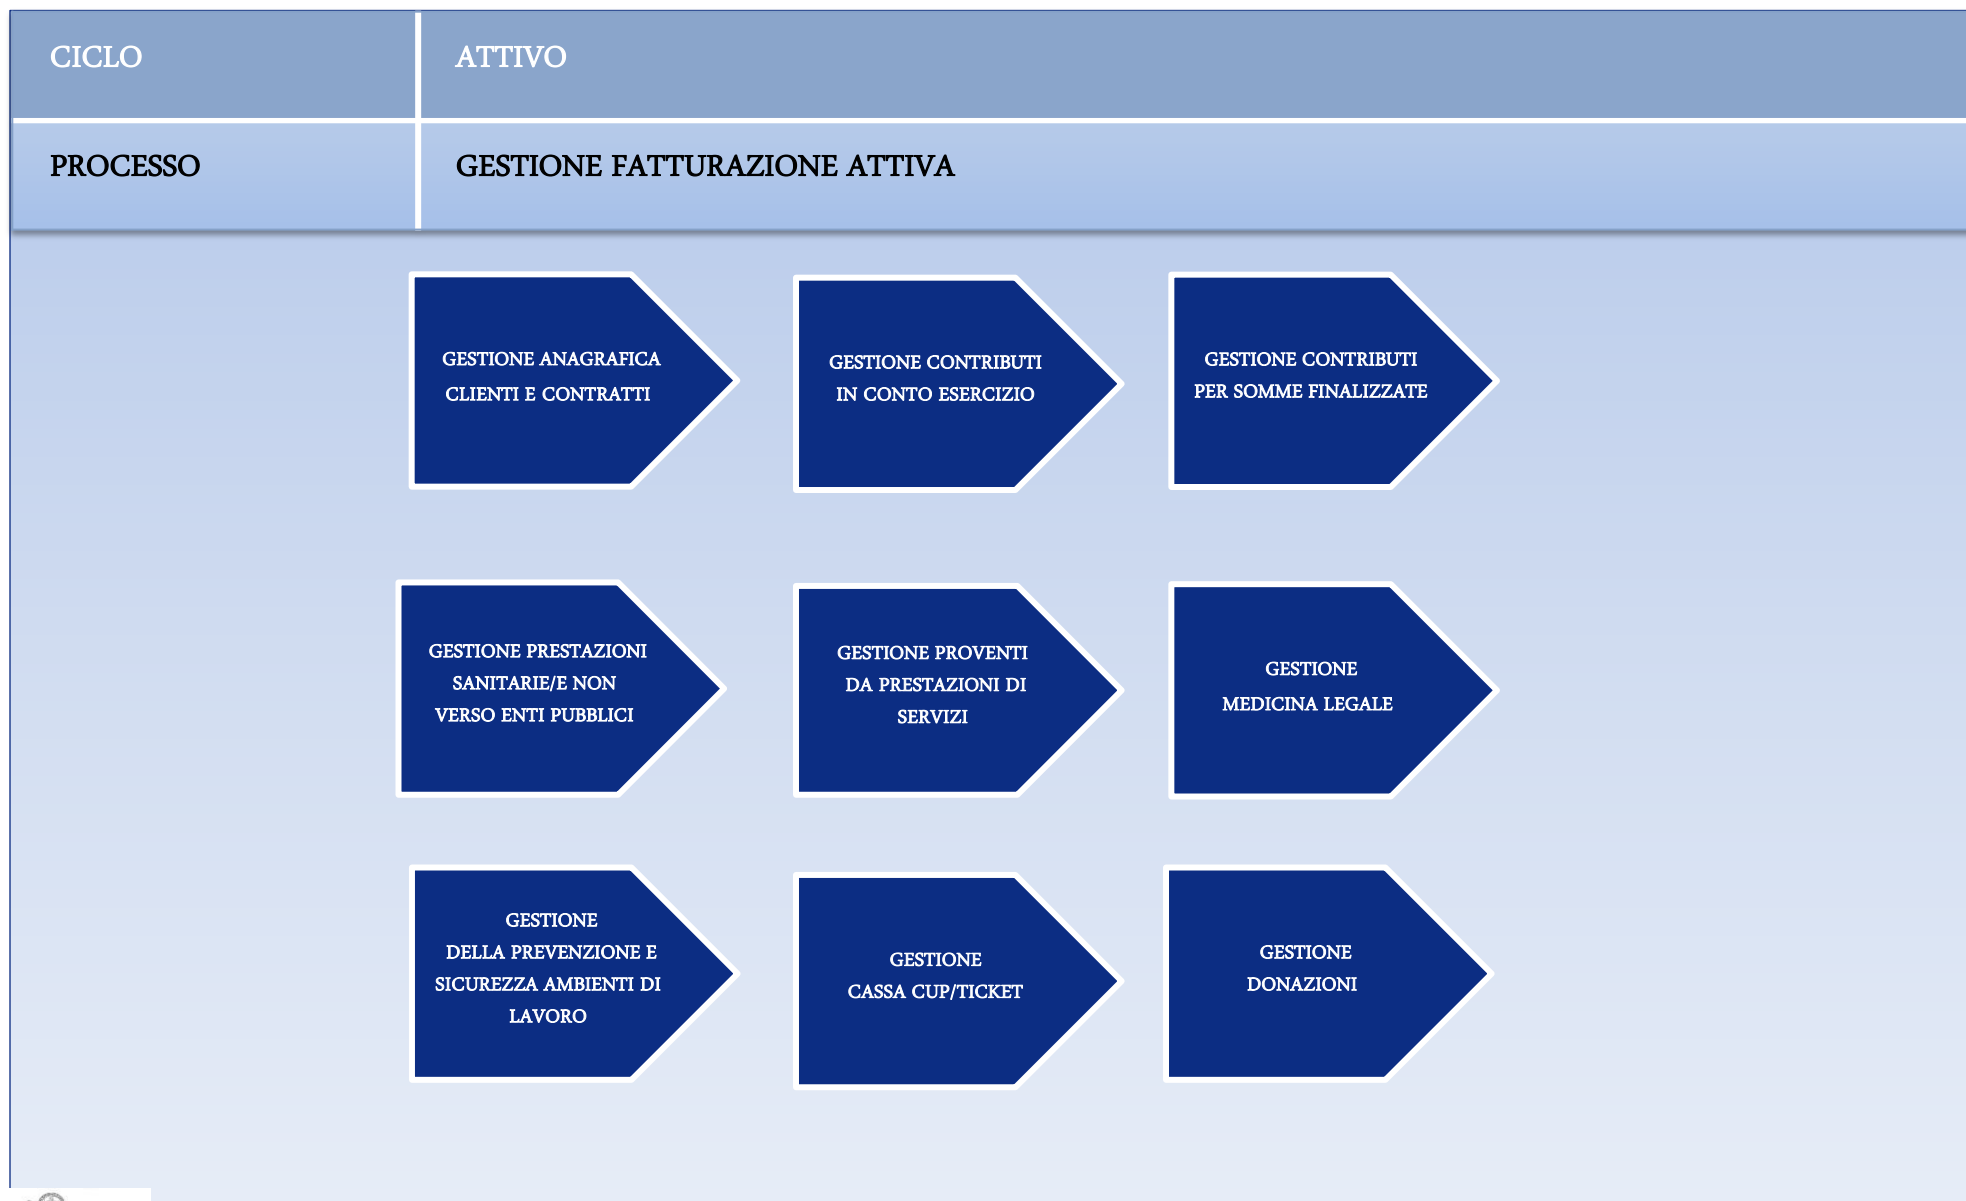 CICLO
ATTIVO
PROCESSO
GESTIONE FATTURAZIONE ATTIVA
GESTIONE ANAGRAFICA
CLIENTI E CONTRATTI
GESTIONE CONTRIBUTI
IN CONTO ESERCIZIO
GESTIONE CONTRIBUTI
PER SOMME FINALIZZATE
GESTIONE PRESTAZIONI
SANITARIE/E NON
VERSO ENTI PUBBLICI
GESTIONE PROVENTI
DA PRESTAZIONI DI
SERVIZI
GESTIONE
MEDICINA LEGALE
GESTIONE
DELLA PREVENZIONE E
SICUREZZA AMBIENTI DI
LAVORO
GESTIONE
CASSA CUP/TICKET
GESTIONE
DONAZIONI